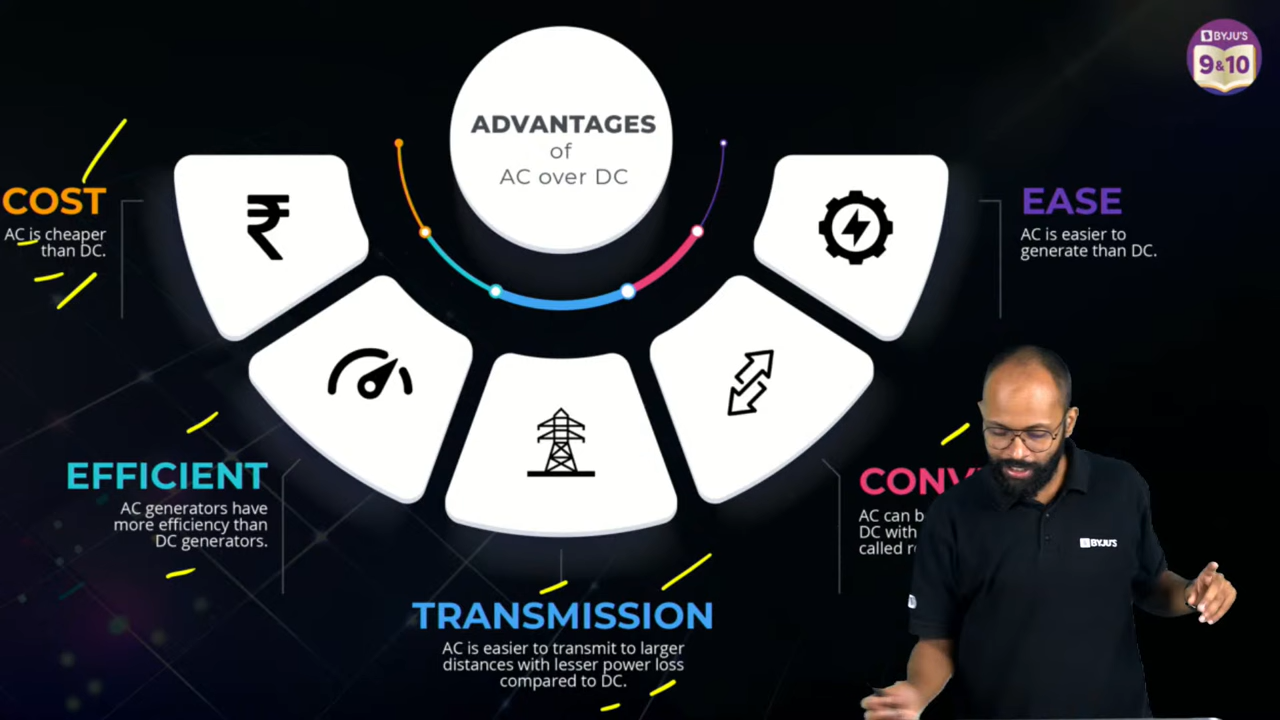 BYJU'S
9&10
ADVANTAGES
of
AC over DC
COST
AC is cheaper
than DC.
EASE
AC is easier to
generate than DC.
EFFICIENT
AC generators have
more efficiency than
DC generators.
CONV
AC can b
DC with
called r
BYJU'S
TRANSMISSION
AC is easier to transmit to larger
distances with lesser power loss
compared to DC.